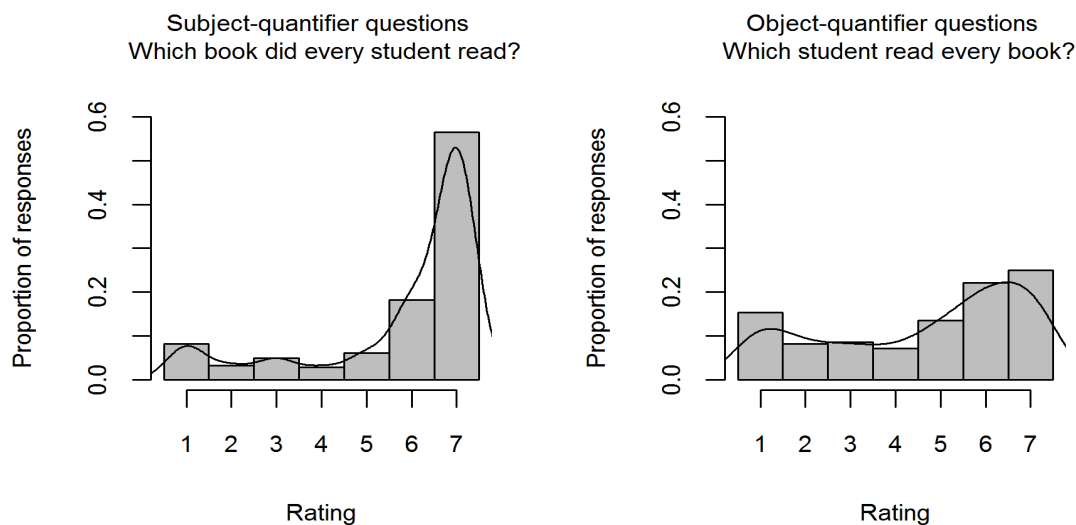 Subject-quantifier questions
Which book did every student read?
Proportion of responses
0.0 0.2 0.4 0.6
1 2 3 4 5 6 7
Rating
Object-quantifier questions
Which student read every book?
Proportion of responses
0.0 0.2 0.4 0.6
1 2 3 4 5 6 7
Rating